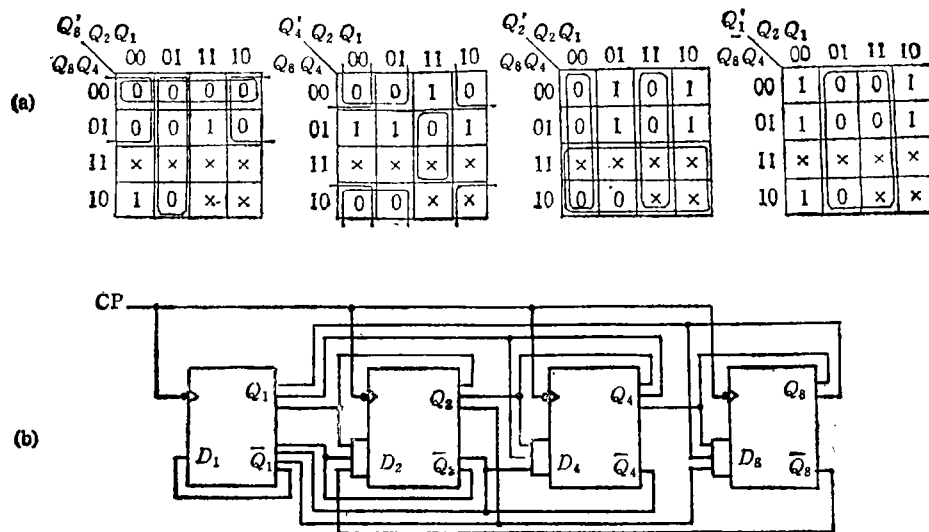 Q₈' Q₂Q₁ Q₄' Q₂Q₁ Q₂' Q₂Q₁ Q₁' Q₂Q₁
00 01 11 10 00 01 11 10 00 01 11 10 00 01 11 10
Q₈Q₄ Q₈Q₄ Q₈Q₄ Q₈Q₄
00 0 0 0 0 00 0 0 1 0 00 0 1 0 1 00 1 0 0 1
(a)
01 0 0 1 0 01 1 1 0 1 01 0 1 0 1 01 1 0 0 1
11 × × × × 11 × × × × 11 × × × × 11 × × × ×
10 1 0 × × 10 0 0 × × 10 0 0 × × 10 1 0 × ×
CP
Q₁ Q₂ Q₄ Q₈
(b)
D₁ Q̅₁ D₂ Q̅₂ D₄ Q̅₄ D₈ Q̅₈